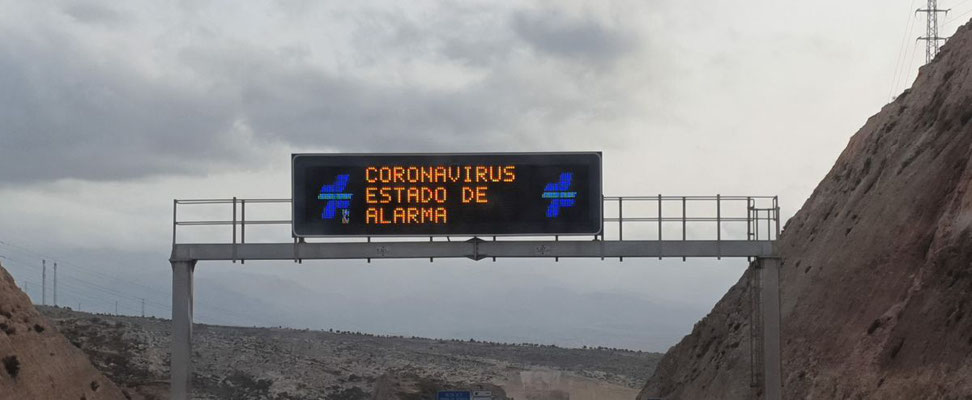 CORONAVIRUS
ESTADO DE
ALARMA